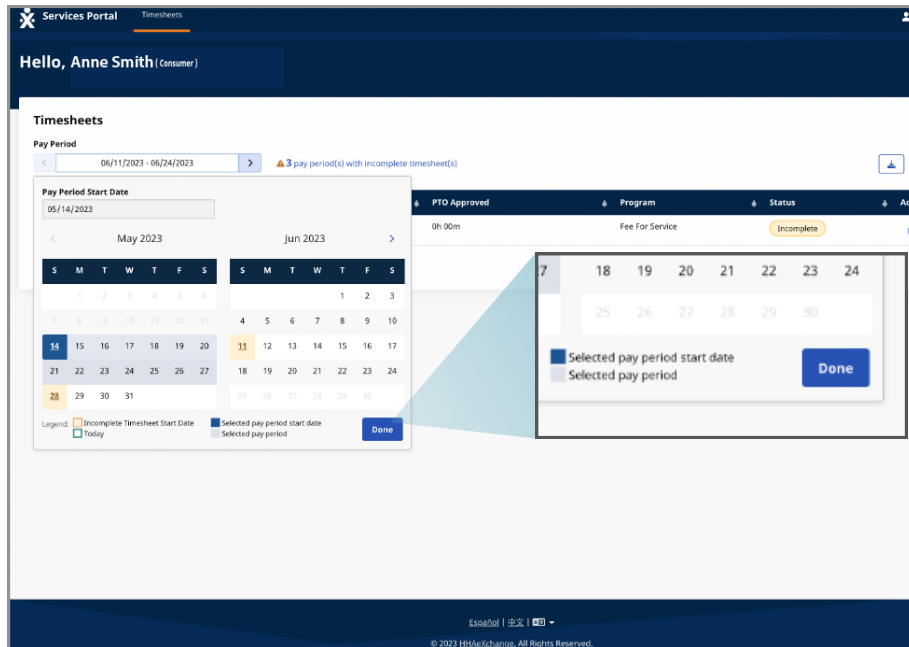 Services Portal Timesheets
Hello, Anne Smith (Consumer)
Timesheets
Pay Period
< 06/11/2023 - 06/24/2023 > 3 pay period(s) with incomplete timesheet(s)
Pay Period Start Date
05/14/2023
PTO Approved Program Status
0h 00m Fee For Service Incomplete
< May 2023 Jun 2023 >
S M T W T F S S M T W T F S
1 2 3 4 5 6 1 2 3
7 8 9 10 11 12 13 4 5 6 7 8 9 10
14 15 16 17 18 19 20 11 12 13 14 15 16 17
21 22 23 24 25 26 27 18 19 20 21 22 23 24
28 29 30 31 25 26 27 28 29 30
Legend: Incomplete Timesheet Start Date Selected pay period start date
Today Selected pay period
Done
18 19 20 21 22 23 24
25 26 27 28 29 30
Selected pay period start date
Selected pay period
Done
Español | 中文 |
© 2023 HHAeXchange. All Rights Reserved.